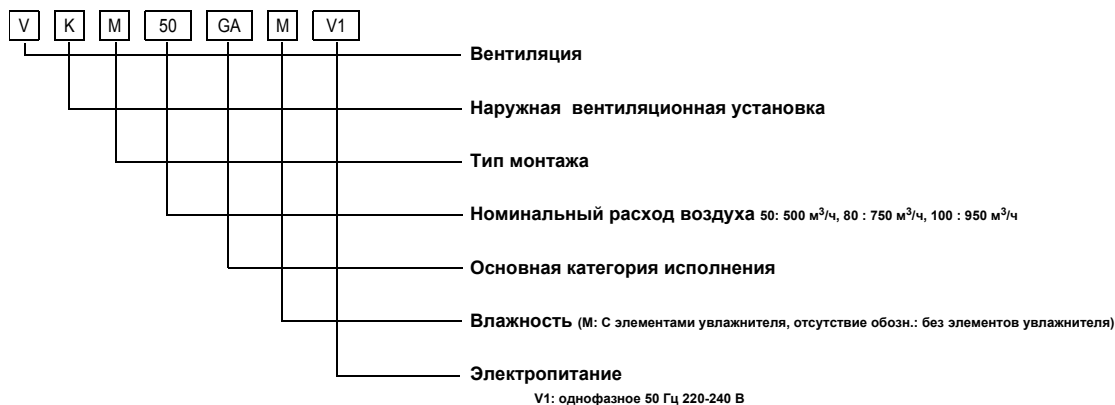 V K M 50 GA M V1
Вентиляция
Наружная вентиляционная установка
Тип монтажа
Номинальный расход воздуха 50: 500 м³/ч, 80 : 750 м³/ч, 100 : 950 м³/ч
Основная категория исполнения
Влажность (М: С элементами увлажнителя, отсутствие обозн.: без элементов увлажнителя)
Электропитание
V1: однофазное 50 Гц 220-240 В